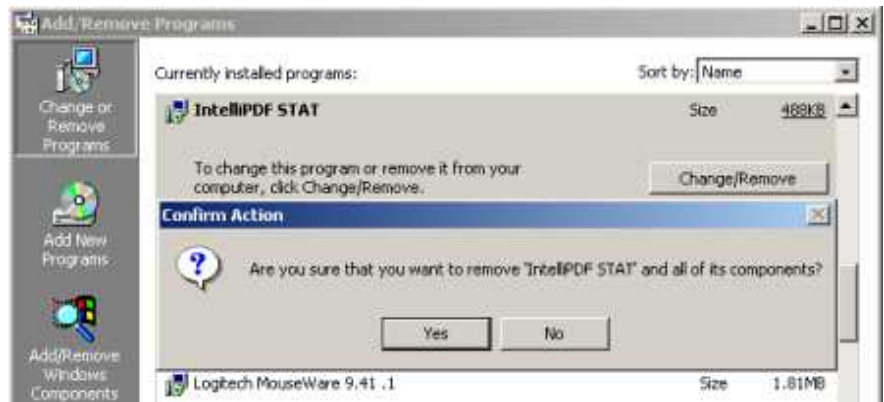 Add/Remove Programs
Currently installed programs:
Sort by: Name
Change or
Remove
Programs
IntelliPDF STAT
Size 488KB
To change this program or remove it from your
computer, click Change/Remove.
Change/Remove
Confirm Action
Add New
Programs
Are you sure that you want to remove 'IntelliPDF STAT' and all of its components?
Yes
No
Add/Remove
Windows
Components
Logitech MouseWare 9.41 .1
Size 1.81MB